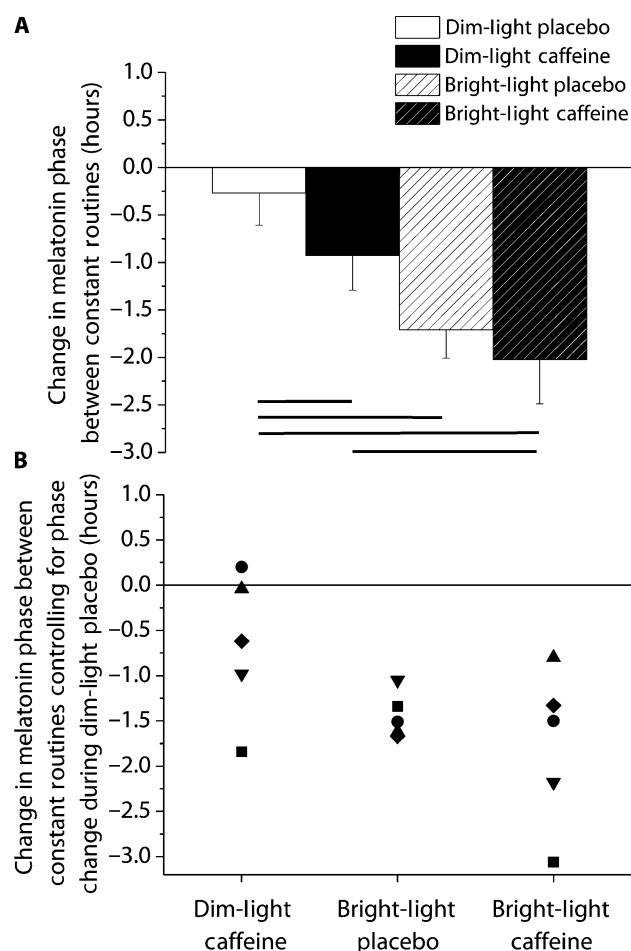 A
Dim-light placebo
Dim-light caffeine
Bright-light placebo
Bright-light caffeine
Change in melatonin phase
between constant routines (hours)
1.0
0.5
0.0
−0.5
−1.0
−1.5
−2.0
−2.5
−3.0
B
Change in melatonin phase between
constant routines controlling for phase
change during dim-light placebo (hours)
1.0
0.5
0.0
−0.5
−1.0
−1.5
−2.0
−2.5
−3.0
Dim-light
caffeine
Bright-light
placebo
Bright-light
caffeine